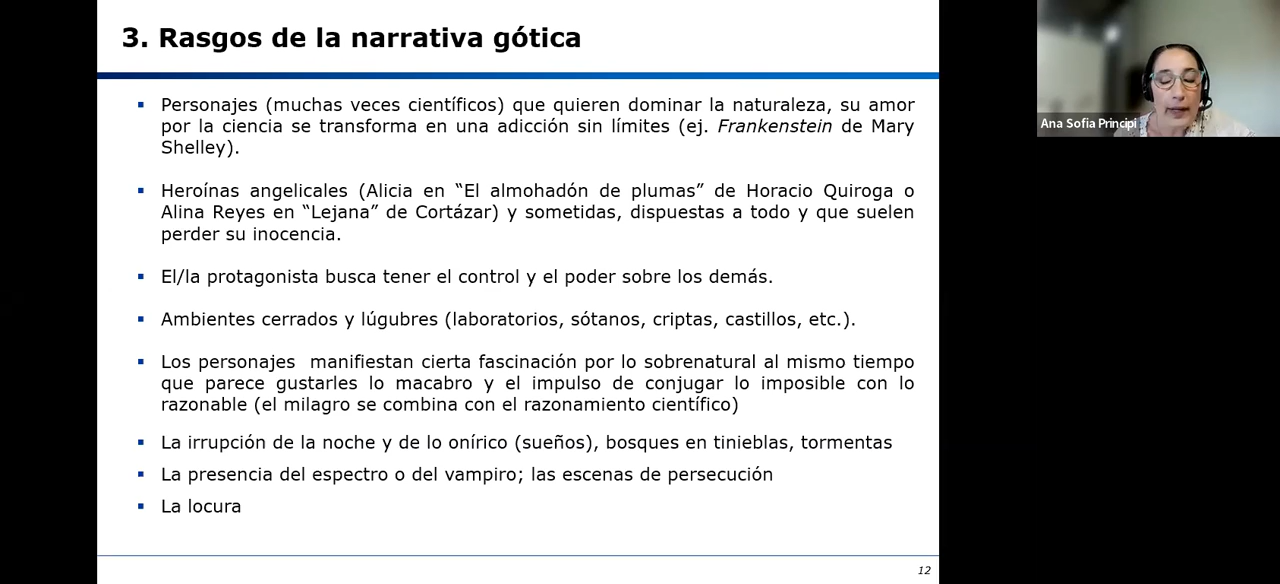 3. Rasgos de la narrativa gótica
▪ Personajes (muchas veces científicos) que quieren dominar la naturaleza, su amor
por la ciencia se transforma en una adicción sin límites (ej. Frankenstein de Mary
Shelley).
▪ Heroínas angelicales (Alicia en “El almohadón de plumas” de Horacio Quiroga o
Alina Reyes en “Lejana” de Cortázar) y sometidas, dispuestas a todo y que suelen
perder su inocencia.
▪ El/la protagonista busca tener el control y el poder sobre los demás.
▪ Ambientes cerrados y lúgubres (laboratorios, sótanos, criptas, castillos, etc.).
▪ Los personajes manifiestan cierta fascinación por lo sobrenatural al mismo tiempo
que parece gustarles lo macabro y el impulso de conjugar lo imposible con lo
razonable (el milagro se combina con el razonamiento científico)
▪ La irrupción de la noche y de lo onírico (sueños), bosques en tinieblas, tormentas
▪ La presencia del espectro o del vampiro; las escenas de persecución
▪ La locura
12
Ana Sofía Principi